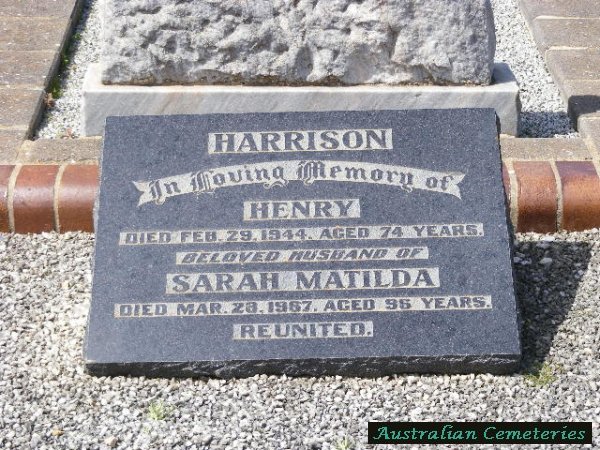 HARRISON
In Loving Memory of
HENRY
DIED FEB. 29, 1944. AGED 74 YEARS.
BELOVED HUSBAND OF
SARAH MATILDA
DIED MAR. 28, 1967. AGED 96 YEARS.
REUNITED.
Australian Cemeteries